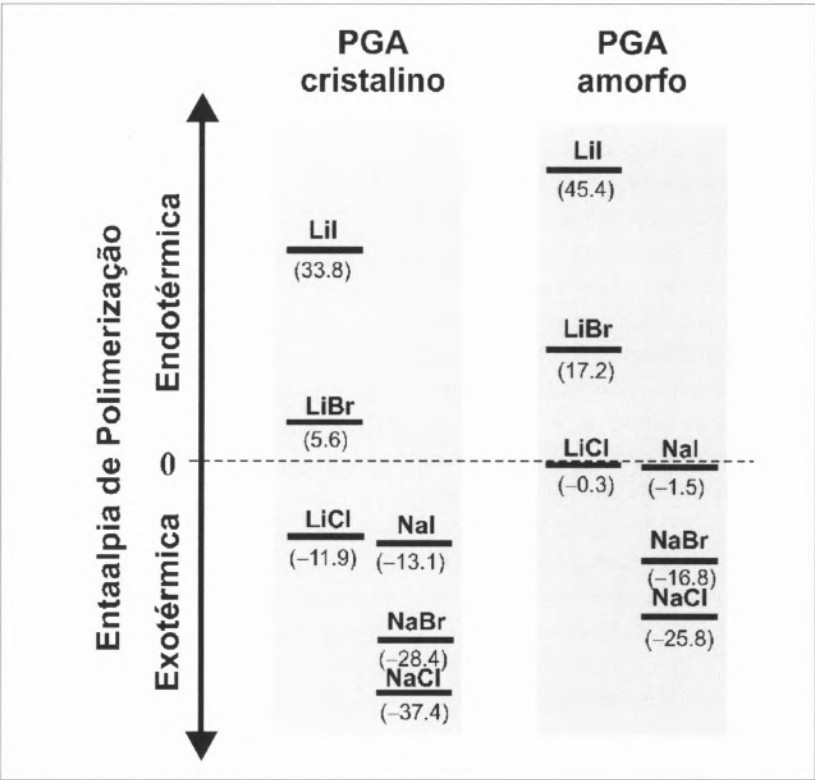 PGA
cristalino
PGA
amorfo
Entaalpia de Polimerização
Endotérmica
0
Exotérmica
LiI
(33.8)
LiBr
(5.6)
LiCl
(−11.9)
NaI
(−13.1)
NaBr
(−28.4)
NaCl
(−37.4)
LiI
(45.4)
LiBr
(17.2)
LiCl
(−0.3)
NaI
(−1.5)
NaBr
(−16.8)
NaCl
(−25.8)